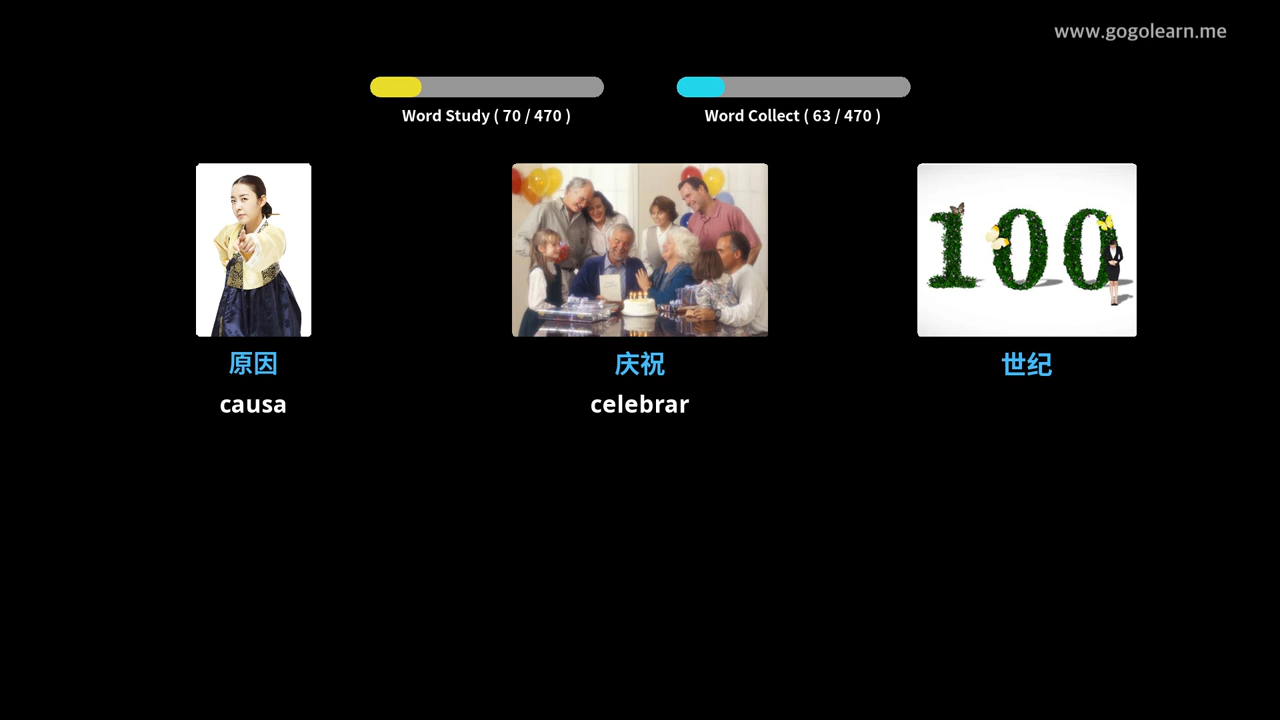 www.gogolearn.me
Word Study ( 70 / 470 )
Word Collect ( 63 / 470 )
100
原因
庆祝
世纪
causa
celebrar